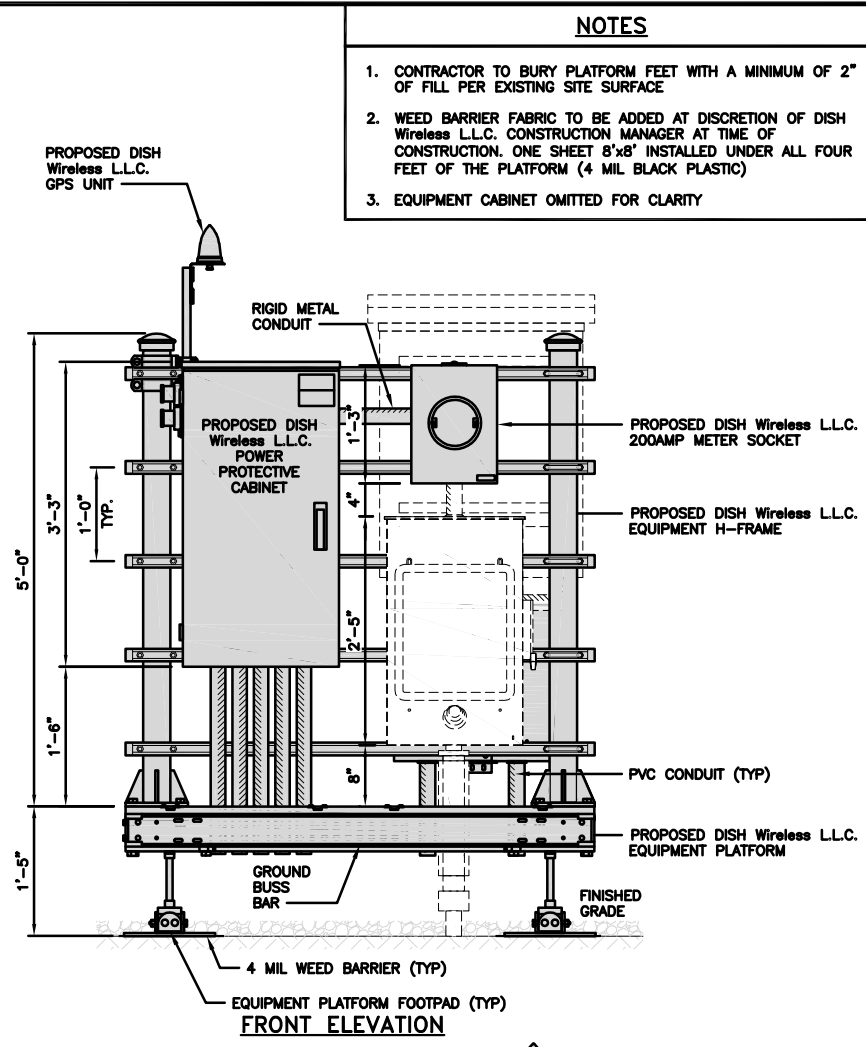 NOTES
1. CONTRACTOR TO BURY PLATFORM FEET WITH A MINIMUM OF 2"
OF FILL PER EXISTING SITE SURFACE
2. WEED BARRIER FABRIC TO BE ADDED AT DISCRETION OF DISH
Wireless L.L.C. CONSTRUCTION MANAGER AT TIME OF
CONSTRUCTION. ONE SHEET 8'x8' INSTALLED UNDER ALL FOUR
FEET OF THE PLATFORM (4 MIL BLACK PLASTIC)
3. EQUIPMENT CABINET OMITTED FOR CLARITY
PROPOSED DISH
Wireless L.L.C.
GPS UNIT
RIGID METAL
CONDUIT
PROPOSED DISH
Wireless L.L.C.
POWER
PROTECTIVE
CABINET
PROPOSED DISH Wireless L.L.C.
200AMP METER SOCKET
PROPOSED DISH Wireless L.L.C.
EQUIPMENT H-FRAME
5'-0"
3'-3"
1'-0"
TYP.
1'-3"
4"
2'-5"
1'-6"
8"
1'-5"
PVC CONDUIT (TYP)
PROPOSED DISH Wireless L.L.C.
EQUIPMENT PLATFORM
GROUND
BUSS
BAR
FINISHED
GRADE
4 MIL WEED BARRIER (TYP)
EQUIPMENT PLATFORM FOOTPAD (TYP)
FRONT ELEVATION